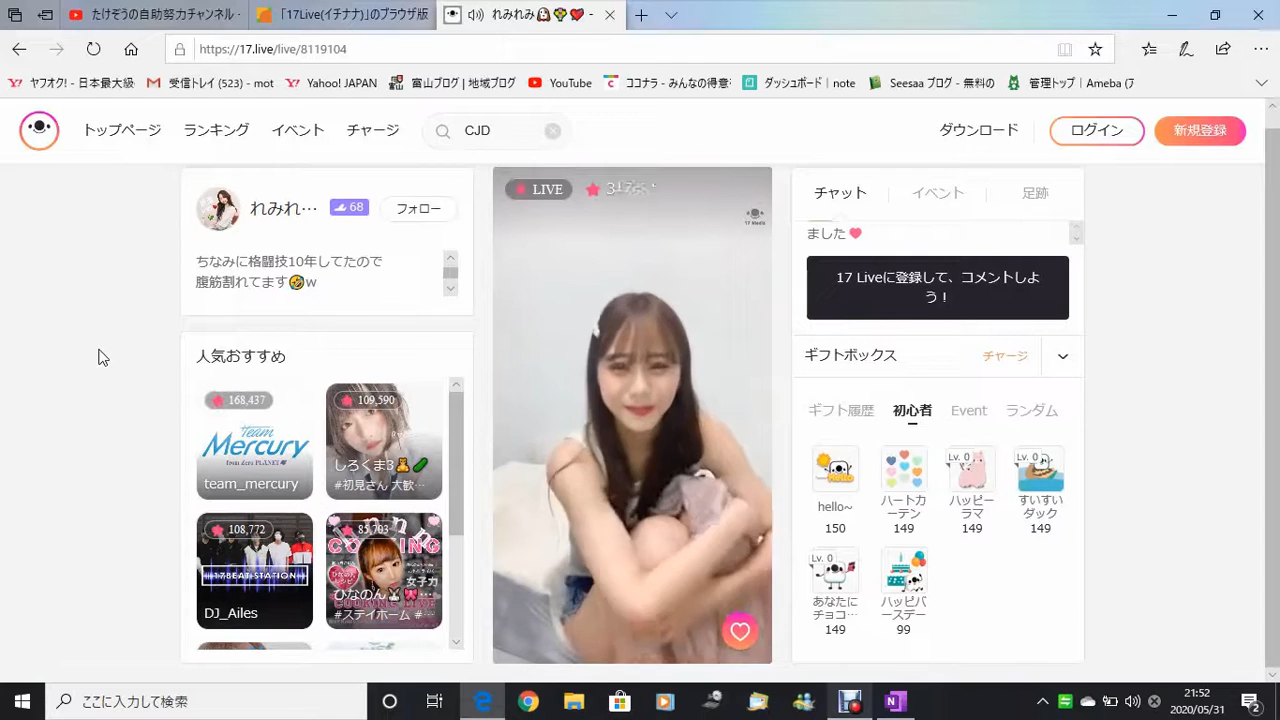 たけぞうの自助努力チャンネル
「17Live(イチナナ)」のブラウザ版
れみれみ
https://17.live/live/8119104
ヤフオク! - 日本最大級
受信トレイ (523) - mot
Yahoo! JAPAN
富山ブログ | 地域ブログ
YouTube
ココナラ - みんなの得意
ダッシュボード | note
Seesaa ブログ - 無料の
管理トップ | Ameba (ア
トップページ
ランキング
イベント
チャージ
CJD
ダウンロード
ログイン
新規登録
れみれ…
68
フォロー
ちなみに格闘技10年してたので
腹筋割れてます🤣w
人気おすすめ
168,437
Team
Mercury
team_mercury
109,590
しろくま3🧸🥒
#初見さん 大歓…
108,772
17BEAT STATION
DJ_Ailes
85,703
COOKING
女子力
COOKING LIVE
ひなのん
#ステイホーム #…
LIVE
17 Media
チャット
イベント
足跡
ました
17 Liveに登録して、コメントしよ
う！
ギフトボックス
チャージ
ギフト履歴
初心者
Event
ランダム
hello~
150
ハートカ
ーテン
149
Lv. 0
ハッピー
ラマ
149
Lv. 0
すいすい
ダック
149
Lv. 0
あなたに
チョコ…
149
ハッピバ
ースデー
99
ここに入力して検索
21:52
2020/05/31
2